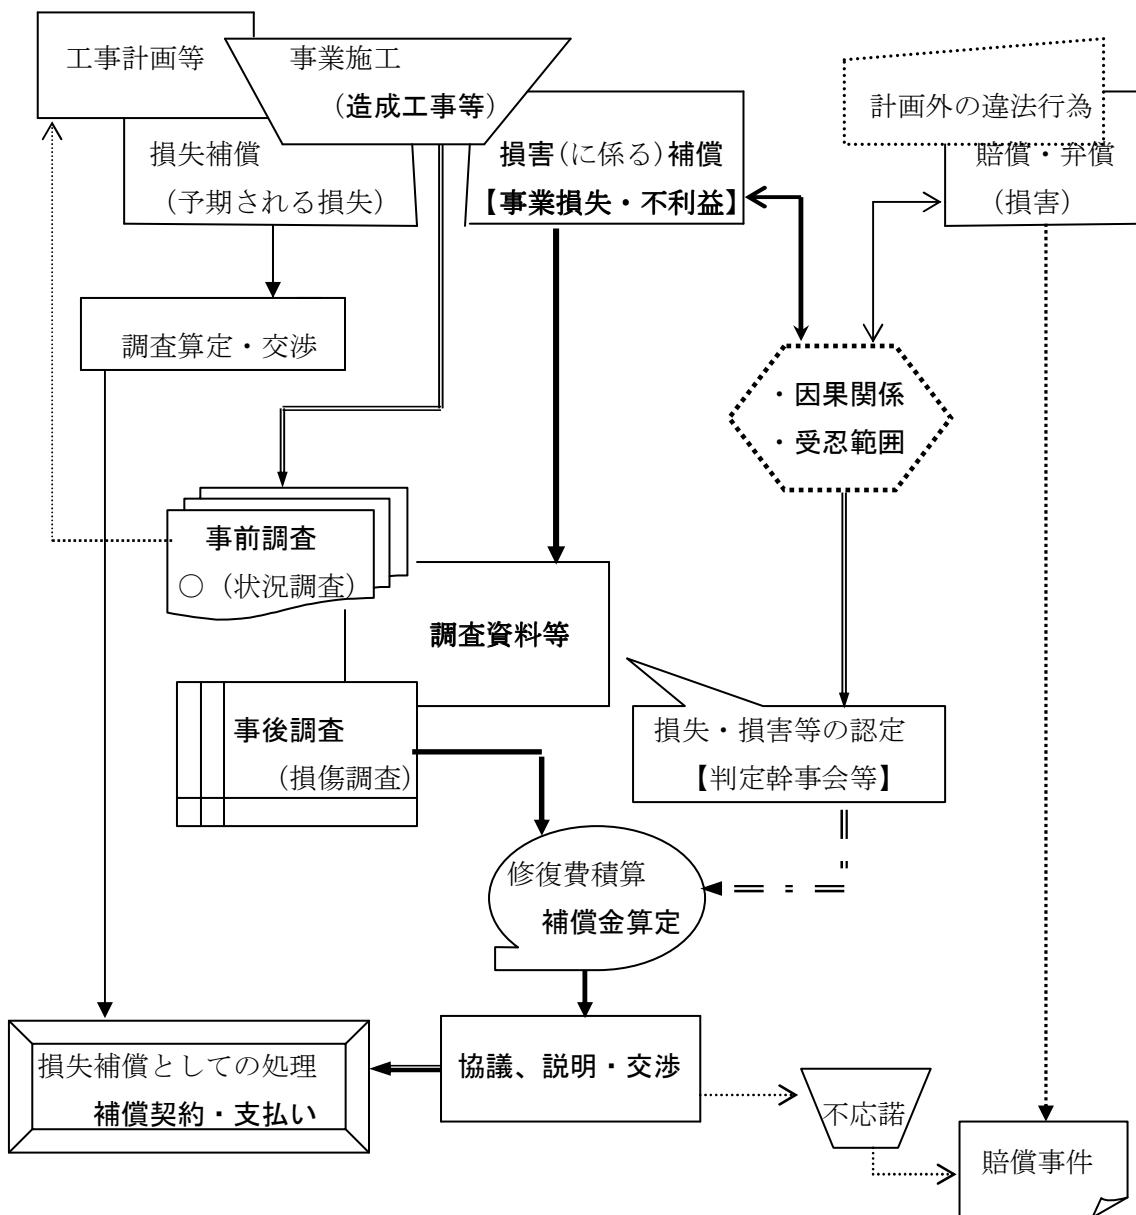 工事計画等
事業施工
(造成工事等)
計画外の違法行為
損失補償
(予期される損失)
損害(に係る)補償
【事業損失・不利益】
賠償・弁償
(損害)
調査算定・交渉
・因果関係
・受忍範囲
事前調査
○(状況調査)
調査資料等
事後調査
(損傷調査)
損失・損害等の認定
【判定幹事会等】
修復費積算
補償金算定
損失補償としての処理
補償契約・支払い
協議、説明・交渉
不応諾
賠償事件